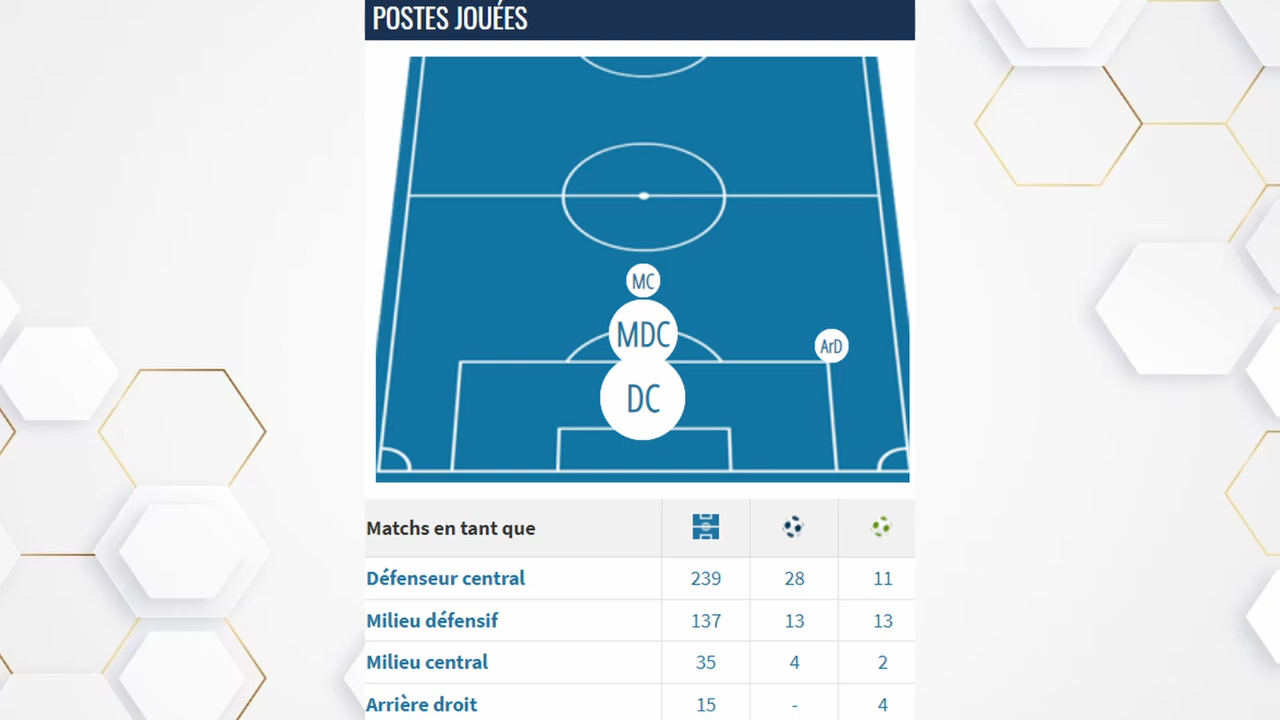 POSTES JOUÉES
MC
MDC
ArD
DC
Matchs en tant que
Défenseur central 239 28 11
Milieu défensif 137 13 13
Milieu central 35 4 2
Arrière droit 15 - 4